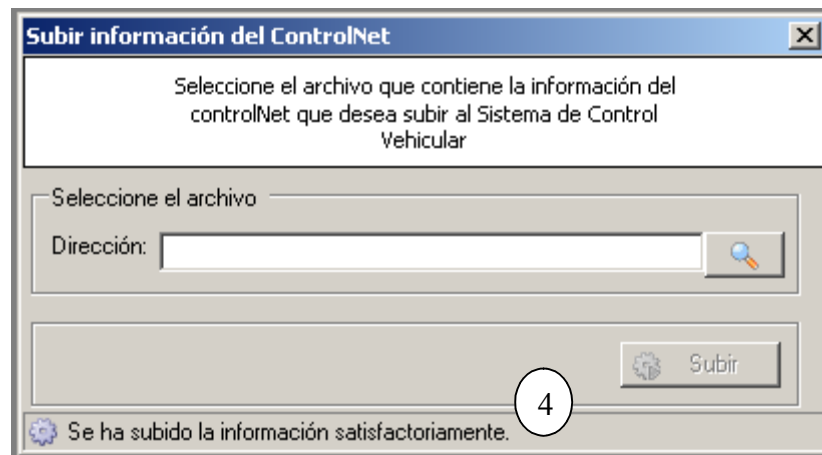 Subir información del ControlNet
Seleccione el archivo que contiene la información del
controlNet que desea subir al Sistema de Control
Vehicular
Seleccione el archivo
Dirección:
Subir
4
Se ha subido la información satisfactoriamente.